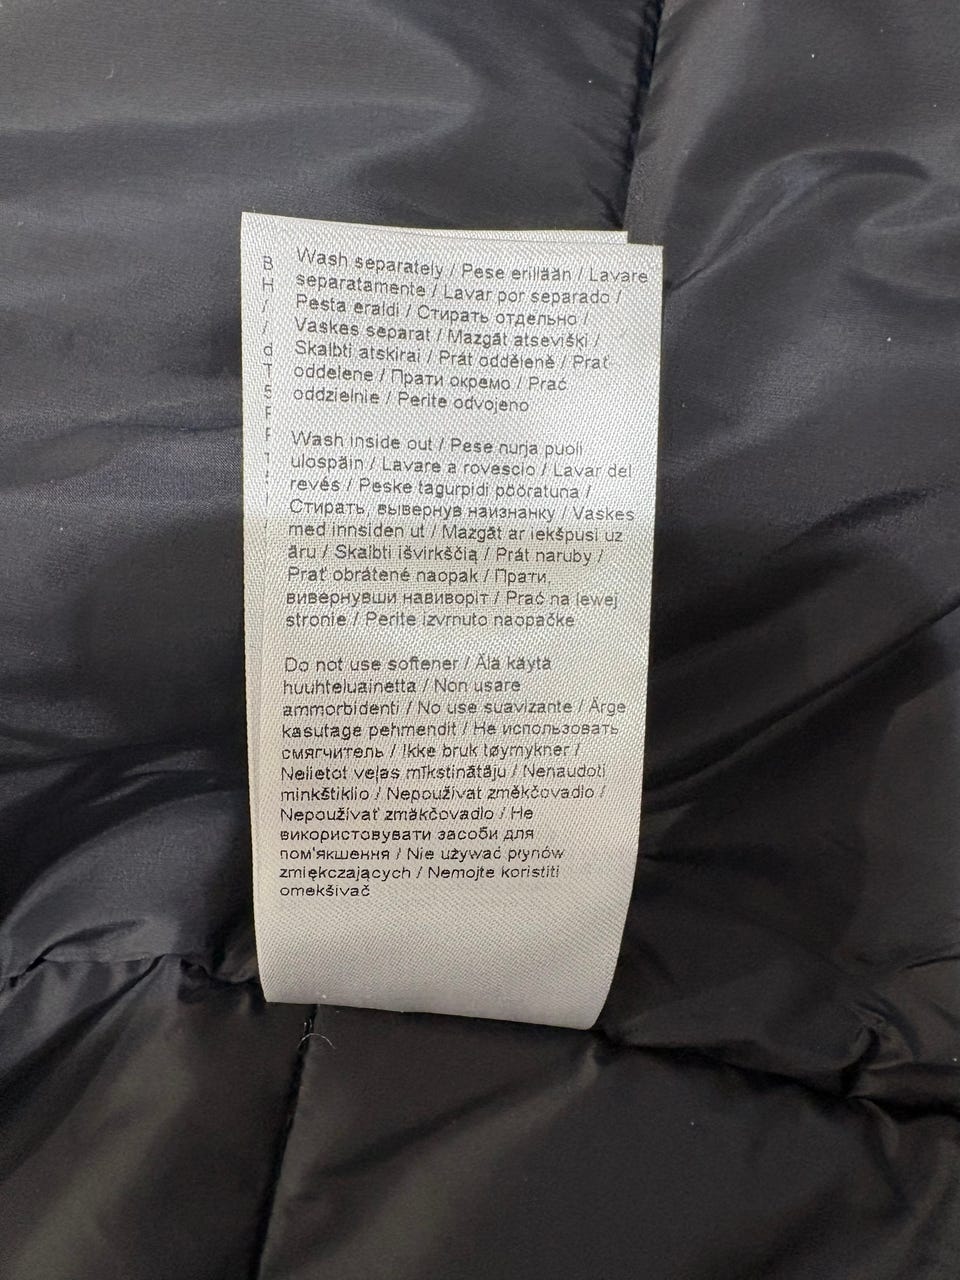 Wash separately / Pese erillään / Lavare
separatamente / Lavar por separado /
Pesta eraldi / Стирать отдельно /
Vaskes separat / Mazgāt atsevišķi /
Skalbti atskirai / Prát odděleně / Prať
oddelene / Прати окремо / Prać
oddzielnie / Perite odvojeno
Wash inside out / Pese nurja puoli
ulospäin / Lavare a rovescio / Lavar del
revés / Peske tagurpidi pööratuna /
Стирать, вывернув наизнанку / Vaskes
med innsiden ut / Mazgāt ar iekšpusi uz
āru / Skalbti išvirkščią / Prát naruby /
Prať obrátené naopak / Прати,
вивернувши навиворіт / Prać na lewej
stronie / Perite izvrnuto naopačke
Do not use softener / Älä käytä
huuhteluainetta / Non usare
ammorbidenti / No use suavizante / Ärge
kasutage pehmendit / Не использовать
смягчитель / Ikke bruk tøymykner /
Nelietot veļas mīkstinātāju / Nenaudoti
minkštiklio / Nepoužívat změkčovadlo /
Nepoužívať zmäkčovadlo / Не
використовувати засоби для
пом'якшення / Nie używać płynów
zmiękczających / Nemojte koristiti
omekšivač